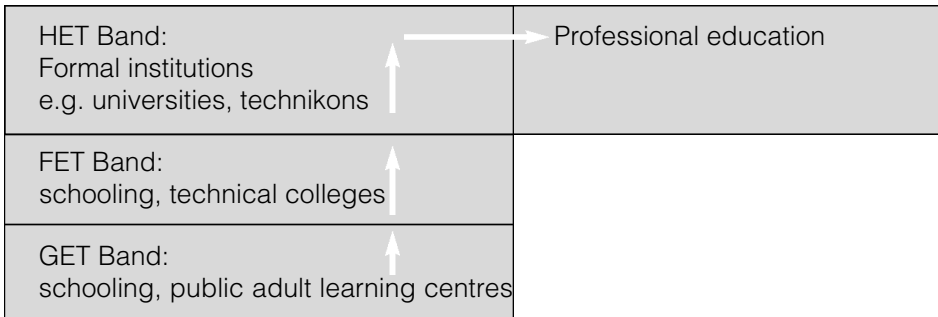 HET Band:
Formal institutions
e.g. universities, technikons
Professional education
FET Band:
schooling, technical colleges
GET Band:
schooling, public adult learning centres